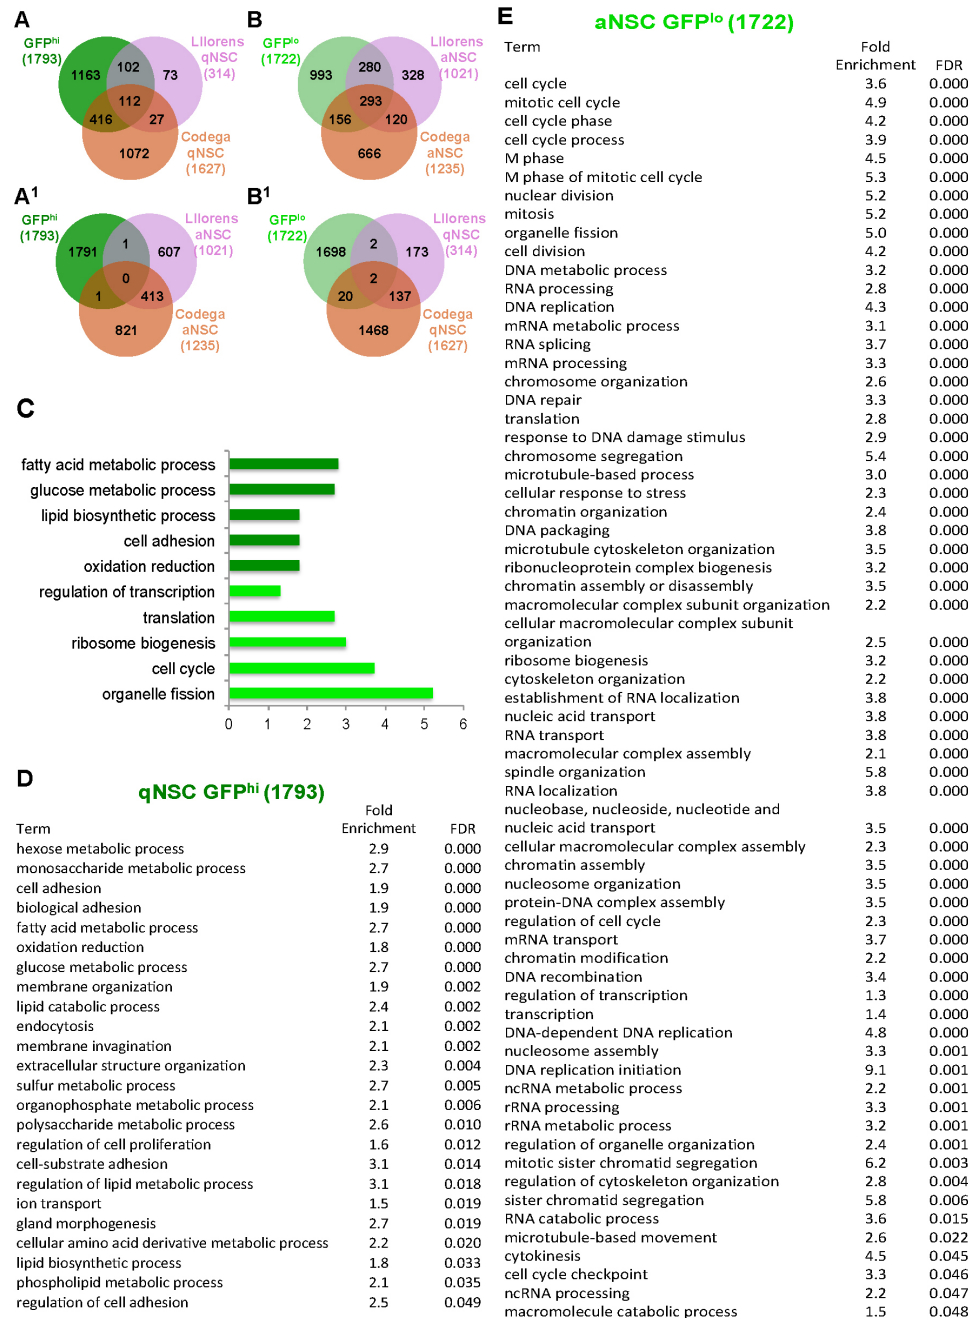 A
GFPhi
(1793)
Lllorens
qNSC
(314)
1163
102
73
112
416
27
1072
Codega
qNSC
(1627)
B
GFPlo
(1722)
Lllorens
aNSC
(1021)
993
280
328
293
156
120
666
Codega
aNSC
(1235)
A1
GFPhi
(1793)
Lllorens
aNSC
(1021)
1791
1
607
0
1
413
821
Codega
aNSC
(1235)
B1
GFPlo
(1722)
Lllorens
qNSC
(314)
1698
2
173
2
20
137
1468
Codega
qNSC
(1627)
C
fatty acid metabolic process
glucose metabolic process
lipid biosynthetic process
cell adhesion
oxidation reduction
regulation of transcription
translation
ribosome biogenesis
cell cycle
organelle fission
0 1 2 3 4 5 6
D
qNSC GFPhi (1793)
Term Fold Enrichment FDR
hexose metabolic process 2.9 0.000
monosaccharide metabolic process 2.7 0.000
cell adhesion 1.9 0.000
biological adhesion 1.9 0.000
fatty acid metabolic process 2.7 0.000
oxidation reduction 1.8 0.000
glucose metabolic process 2.7 0.000
membrane organization 1.9 0.002
lipid catabolic process 2.4 0.002
endocytosis 2.1 0.002
membrane invagination 2.1 0.002
extracellular structure organization 2.3 0.004
sulfur metabolic process 2.7 0.005
organophosphate metabolic process 2.1 0.006
polysaccharide metabolic process 2.6 0.010
regulation of cell proliferation 1.6 0.012
cell-substrate adhesion 3.1 0.014
regulation of lipid metabolic process 3.1 0.018
ion transport 1.5 0.019
gland morphogenesis 2.7 0.019
cellular amino acid derivative metabolic process 2.2 0.020
lipid biosynthetic process 1.8 0.033
phospholipid metabolic process 2.1 0.035
regulation of cell adhesion 2.5 0.049
E
aNSC GFPlo (1722)
Term Fold Enrichment FDR
cell cycle 3.6 0.000
mitotic cell cycle 4.9 0.000
cell cycle phase 4.2 0.000
cell cycle process 3.9 0.000
M phase 4.5 0.000
M phase of mitotic cell cycle 5.3 0.000
nuclear division 5.2 0.000
mitosis 5.2 0.000
organelle fission 5.0 0.000
cell division 4.2 0.000
DNA metabolic process 3.2 0.000
RNA processing 2.8 0.000
DNA replication 4.3 0.000
mRNA metabolic process 3.1 0.000
RNA splicing 3.7 0.000
mRNA processing 3.3 0.000
chromosome organization 2.6 0.000
DNA repair 3.3 0.000
translation 2.8 0.000
response to DNA damage stimulus 2.9 0.000
chromosome segregation 5.4 0.000
microtubule-based process 3.0 0.000
cellular response to stress 2.3 0.000
chromatin organization 2.4 0.000
DNA packaging 3.8 0.000
microtubule cytoskeleton organization 3.5 0.000
ribonucleoprotein complex biogenesis 3.2 0.000
chromatin assembly or disassembly 3.5 0.000
macromolecular complex subunit organization 2.2 0.000
cellular macromolecular complex subunit
organization 2.5 0.000
ribosome biogenesis 3.2 0.000
cytoskeleton organization 2.2 0.000
establishment of RNA localization 3.8 0.000
nucleic acid transport 3.8 0.000
RNA transport 3.8 0.000
macromolecular complex assembly 2.1 0.000
spindle organization 5.8 0.000
RNA localization 3.8 0.000
nucleobase, nucleoside, nucleotide and
nucleic acid transport 3.5 0.000
cellular macromolecular complex assembly 2.3 0.000
chromatin assembly 3.5 0.000
nucleosome organization 3.5 0.000
protein-DNA complex assembly 3.5 0.000
regulation of cell cycle 2.3 0.000
mRNA transport 3.7 0.000
chromatin modification 2.2 0.000
DNA recombination 3.4 0.000
regulation of transcription 1.3 0.000
transcription 1.4 0.000
DNA-dependent DNA replication 4.8 0.000
nucleosome assembly 3.3 0.001
DNA replication initiation 9.1 0.001
ncRNA metabolic process 2.2 0.001
rRNA processing 3.3 0.001
rRNA metabolic process 3.2 0.001
regulation of organelle organization 2.4 0.001
mitotic sister chromatid segregation 6.2 0.003
regulation of cytoskeleton organization 2.8 0.004
sister chromatid segregation 5.8 0.006
RNA catabolic process 3.6 0.015
microtubule-based movement 2.6 0.022
cytokinesis 4.5 0.045
cell cycle checkpoint 3.3 0.046
ncRNA processing 2.2 0.047
macromolecule catabolic process 1.5 0.048